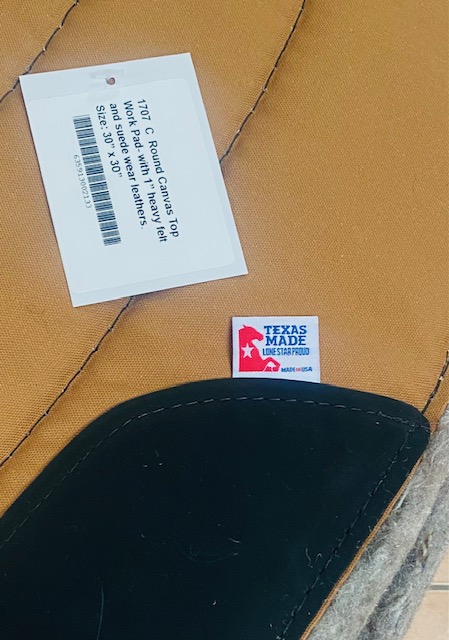 1707 C Round Canvas Top
Work Pad- with 1" heavy felt
and suede wear leathers.
Size: 30" x 30"
635913002133
TEXAS
MADE
LONE STAR PROUD
MADE IN USA